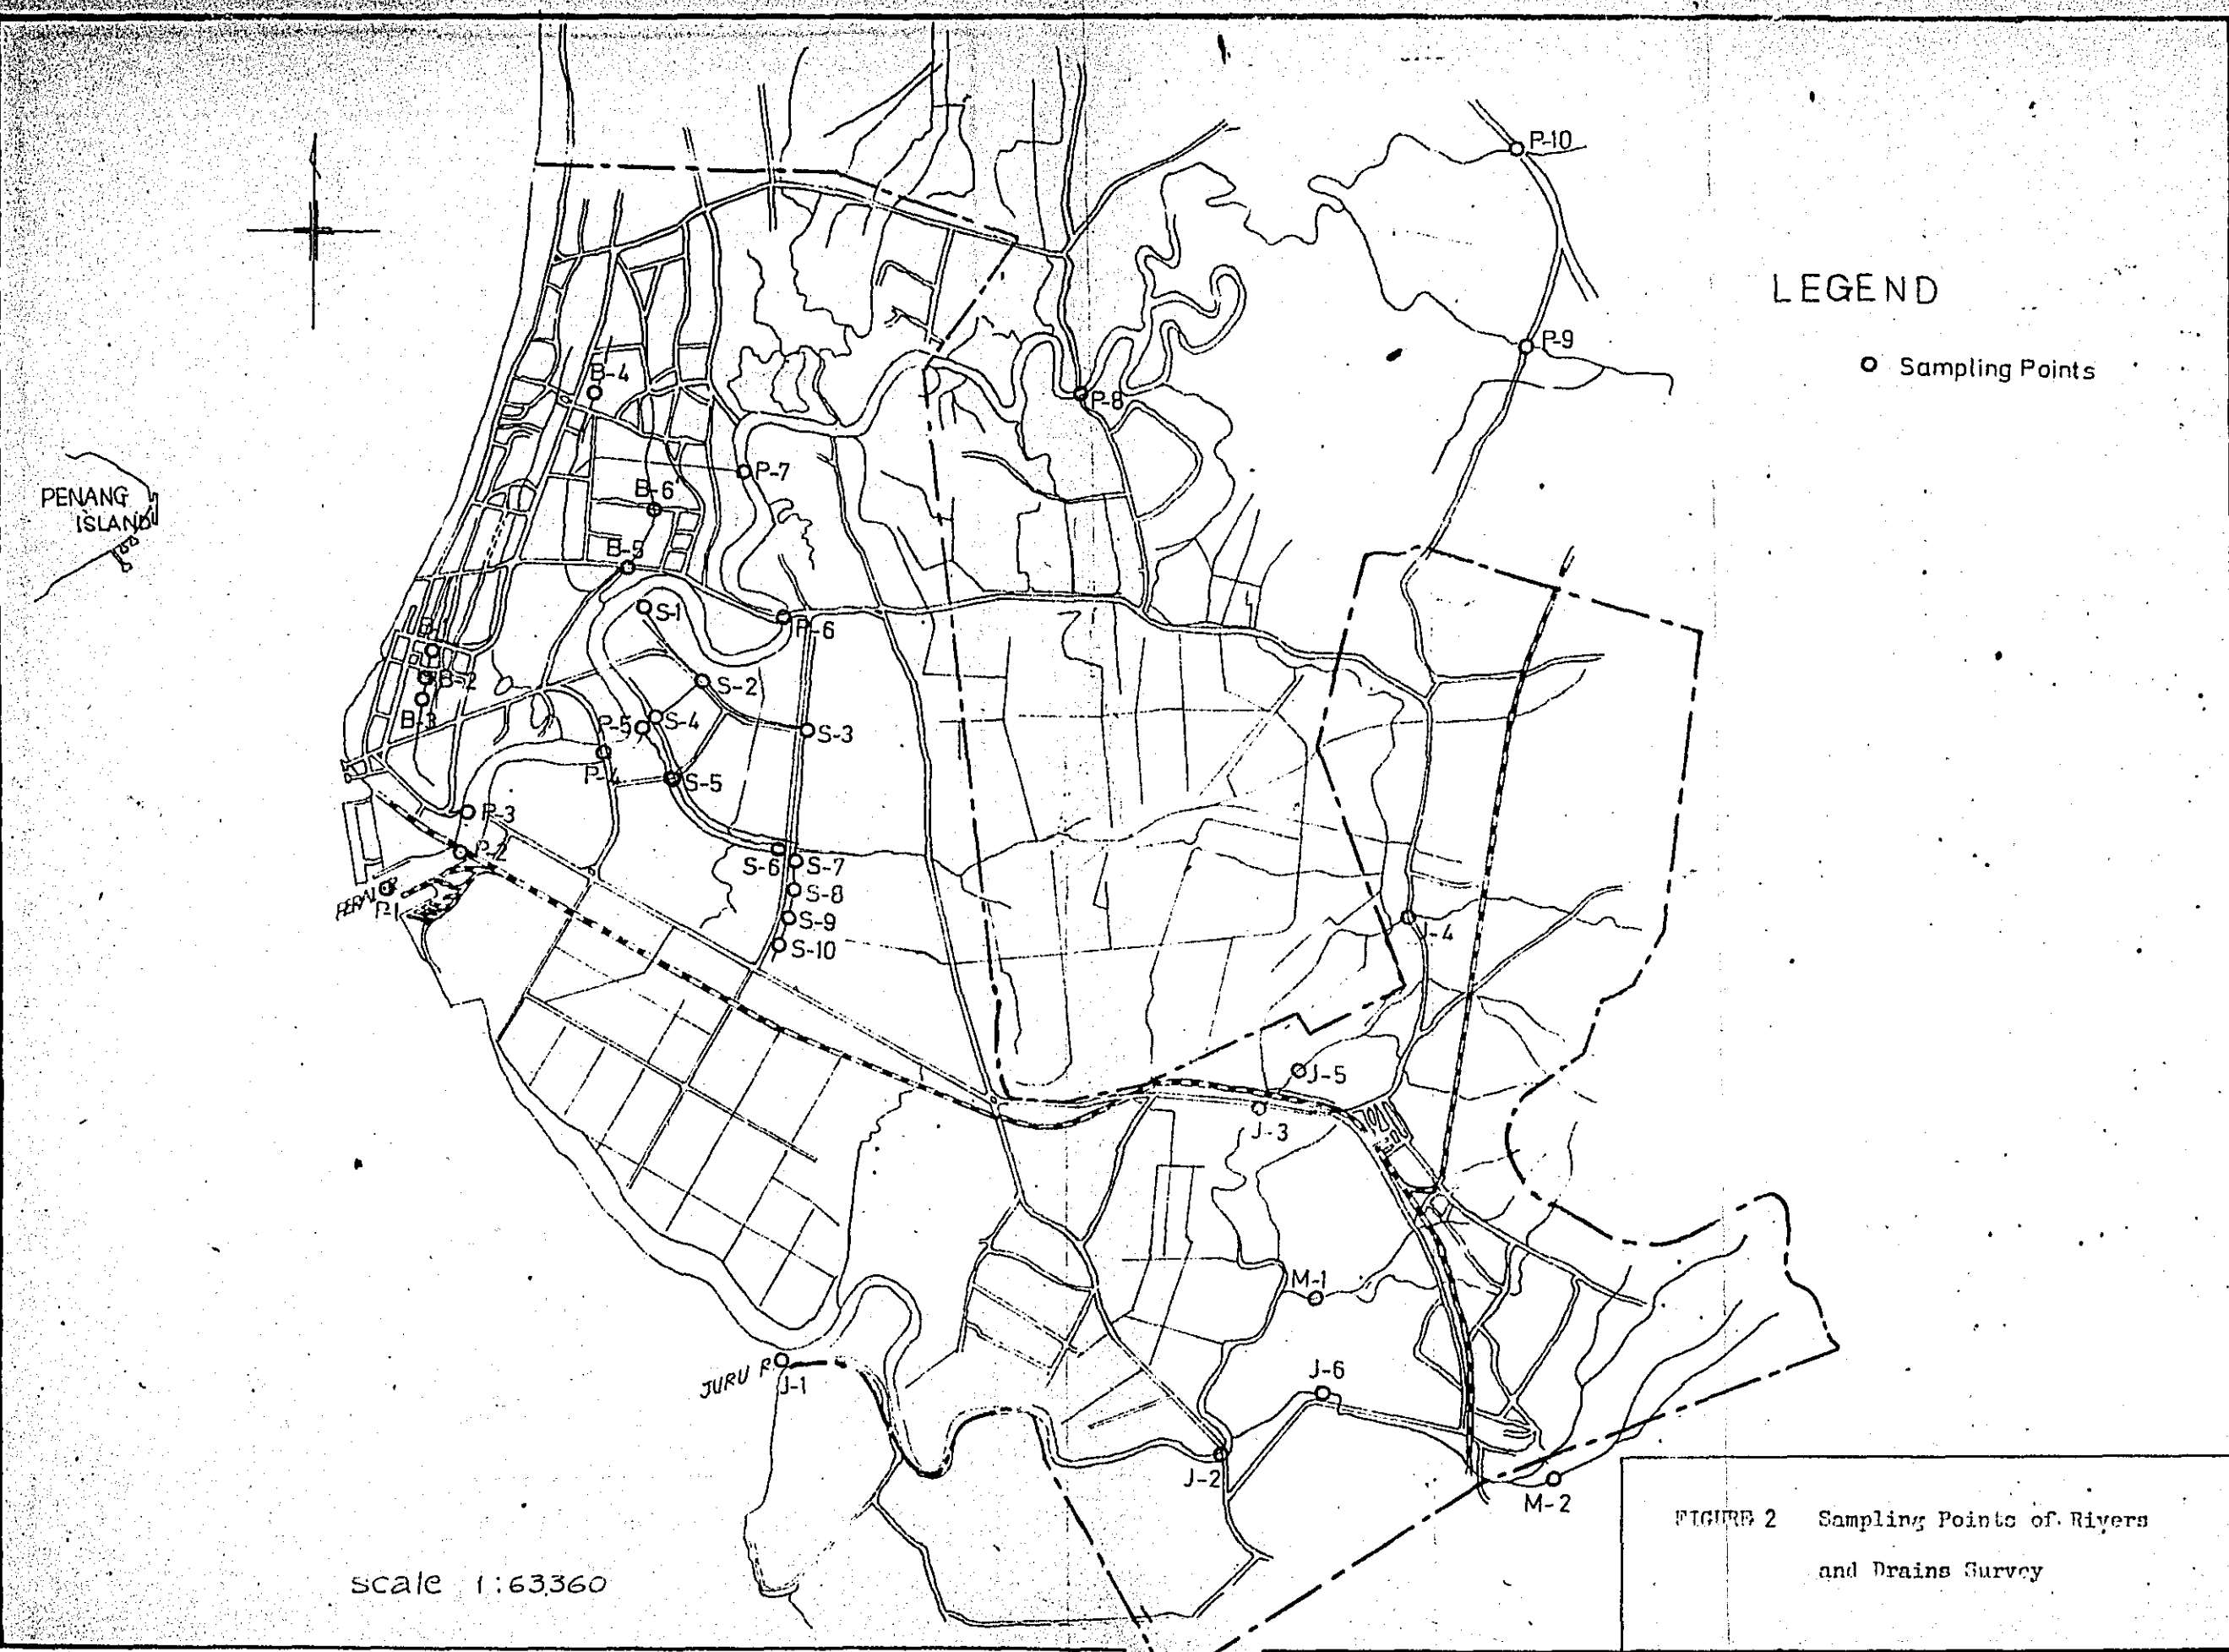 P-10
LEGEND
P-9
Sampling Points
B-4
P-8
P-7
PENANG
ISLAND
B-6
B-5
S-1
P-6
B-2
S-2
B-3
P-5
S-4
S-3
P-4
S-5
P-3
P-2
S-6
S-7
PERAI R
P-1
S-8
S-9
J-4
S-10
J-5
J-3
M-1
JURU R.
J-1
J-6
J-2
M-2
FIGURE 2 Sampling Points of Rivers
and Drains Survey
scale 1:63,360